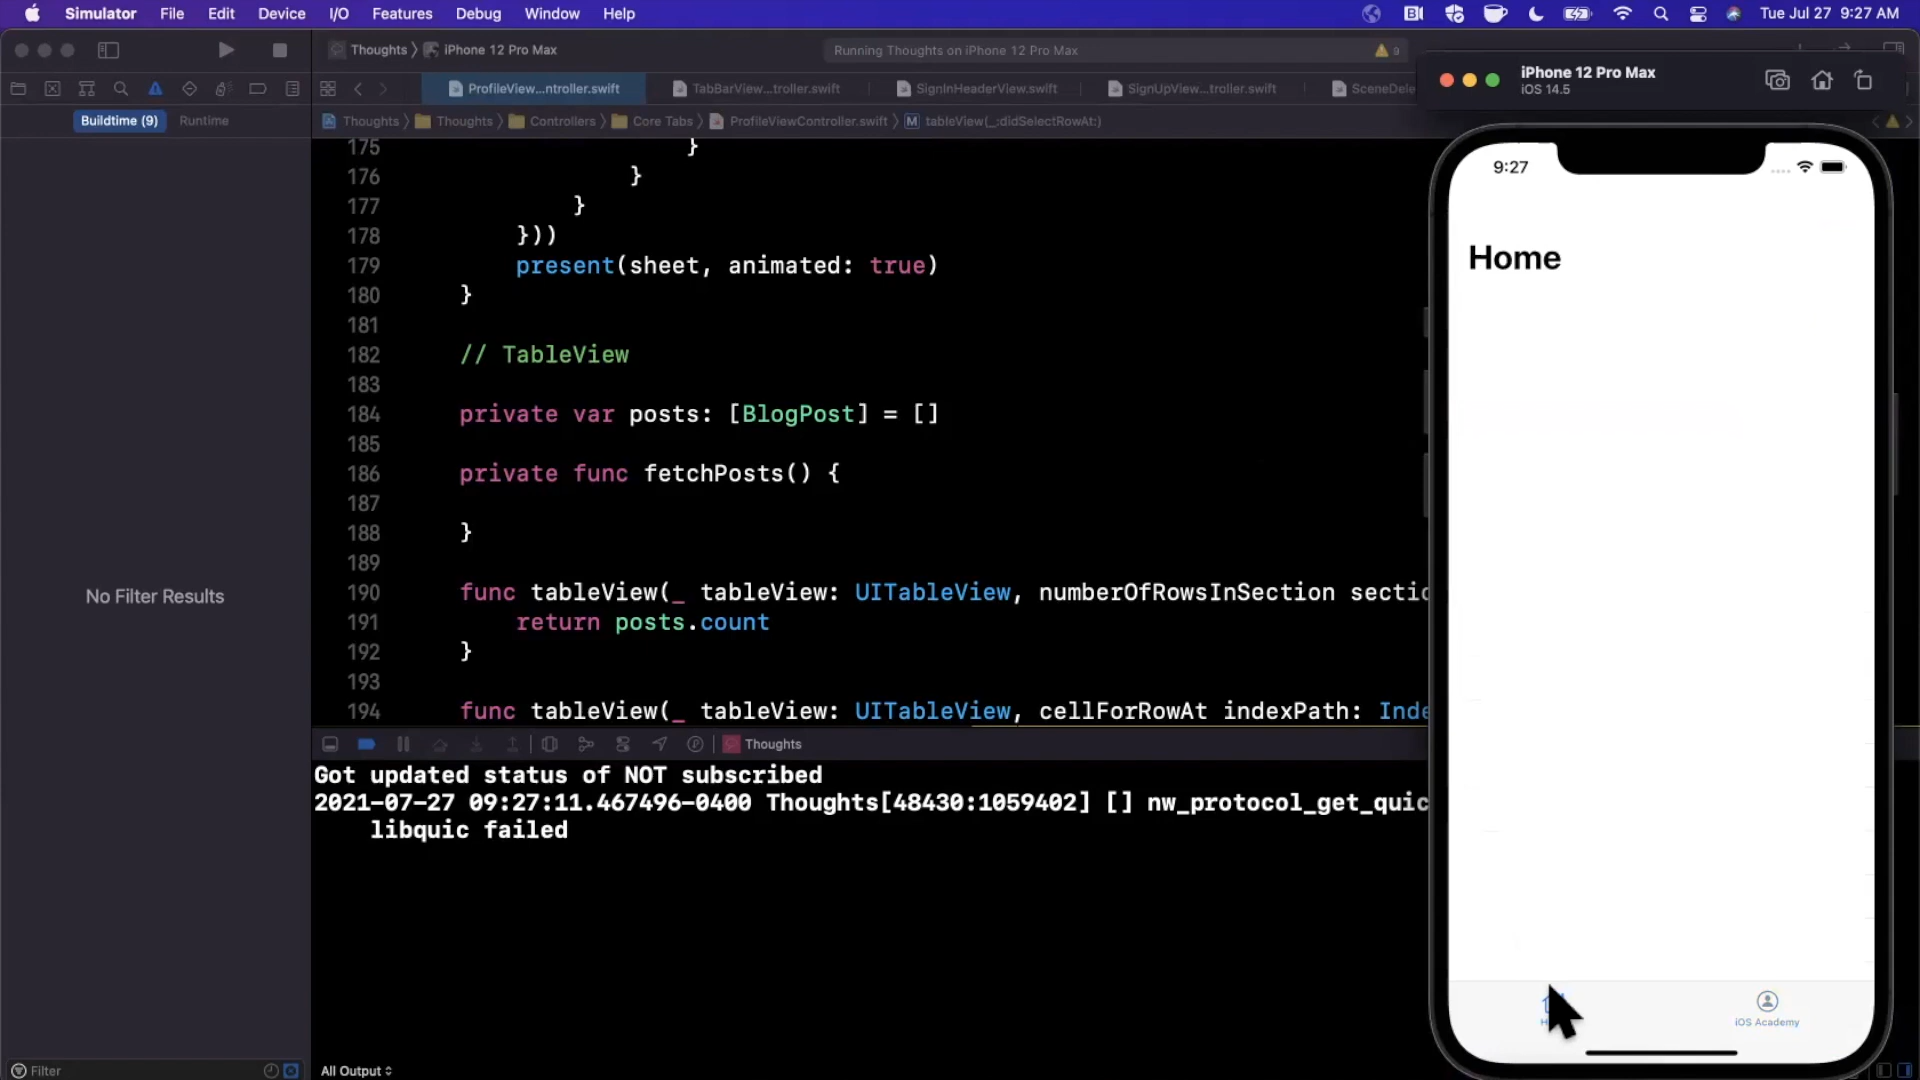 Simulator File Edit Device I/O Features Debug Window Help Tue Jul 27 9:27 AM
Thoughts 〉 iPhone 12 Pro Max Running Thoughts on iPhone 12 Pro Max 9
iPhone 12 Pro Max
iOS 14.5
ProfileView...ntroller.swift TabBarView...troller.swift SignInHeaderView.swift SignUpView...troller.swift SceneDele
Buildtime (9) Runtime
Thoughts 〉 Thoughts 〉 Controllers 〉 Core Tabs 〉 ProfileViewController.swift 〉 M tableView(_:didSelectRowAt:)
175 }
176 }
177 }
178 }))
179 present(sheet, animated: true)
180 }
181
182 // TableView
183
184 private var posts: [BlogPost] = []
185
186 private func fetchPosts() {
187
188 }
189
190 func tableView(_ tableView: UITableView, numberOfRowsInSection sectio
191 return posts.count
192 }
193
194 func tableView(_ tableView: UITableView, cellForRowAt indexPath: Inde
No Filter Results
Thoughts
Got updated status of NOT subscribed
2021-07-27 09:27:11.467496-0400 Thoughts[48430:1059402] [] nw_protocol_get_quic
libquic failed
Filter
All Output
9:27
Home
iOS Academy